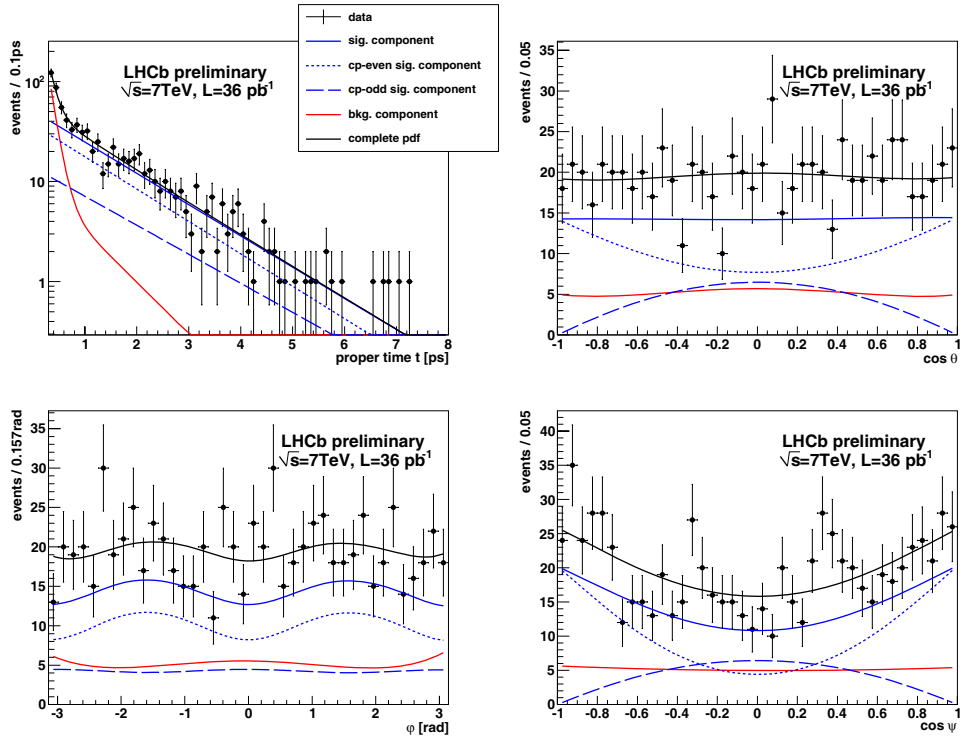 data
sig. component
cp-even sig. component
cp-odd sig. component
bkg. component
complete pdf
events / 0.1ps
LHCb preliminary
√s=7TeV, L=36 pb⁻¹
10²
10
1
1 2 3 4 5 6 7 8
proper time t [ps]
events / 0.05
LHCb preliminary
√s=7TeV, L=36 pb⁻¹
35
30
25
20
15
10
5
0
-1 -0.8 -0.6 -0.4 -0.2 0 0.2 0.4 0.6 0.8 1
cos θ
events / 0.157rad
LHCb preliminary
√s=7TeV, L=36 pb⁻¹
35
30
25
20
15
10
5
0
-3 -2 -1 0 1 2 3
φ [rad]
events / 0.05
LHCb preliminary
√s=7TeV, L=36 pb⁻¹
40
35
30
25
20
15
10
5
0
-1 -0.8 -0.6 -0.4 -0.2 0 0.2 0.4 0.6 0.8 1
cos ψ